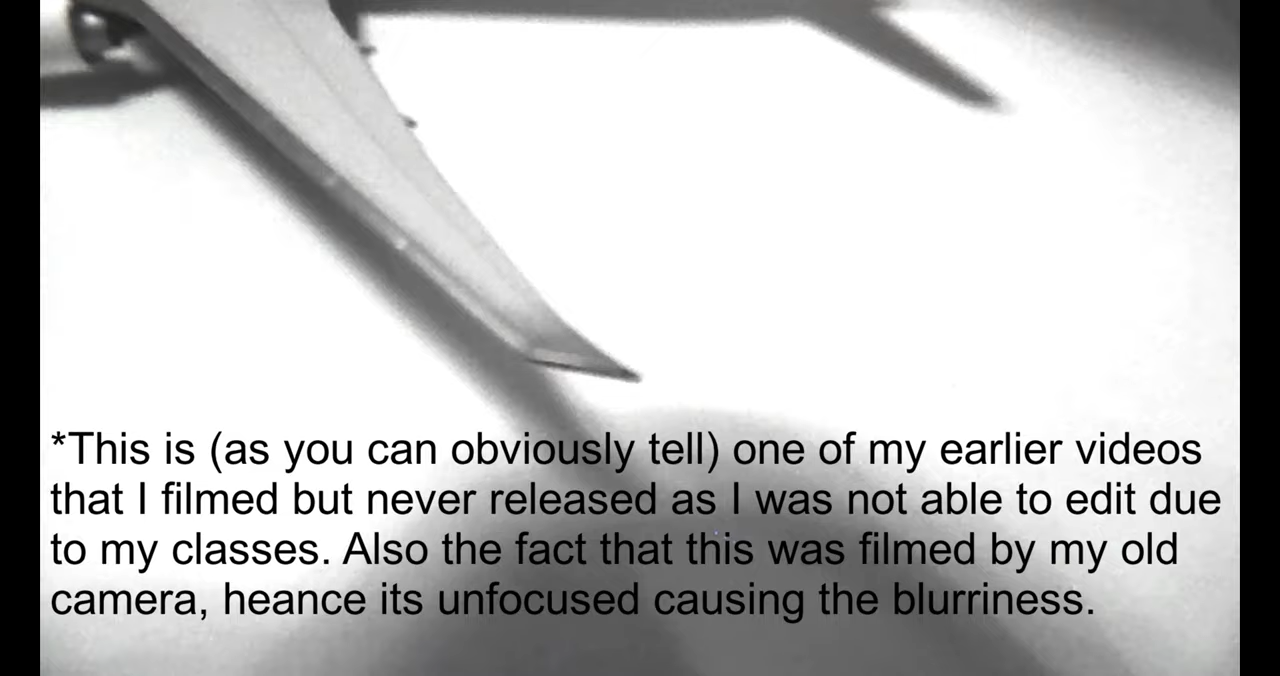 *This is (as you can obviously tell) one of my earlier videos
that I filmed but never released as I was not able to edit due
to my classes. Also the fact that this was filmed by my old
camera, heance its unfocused causing the blurriness.